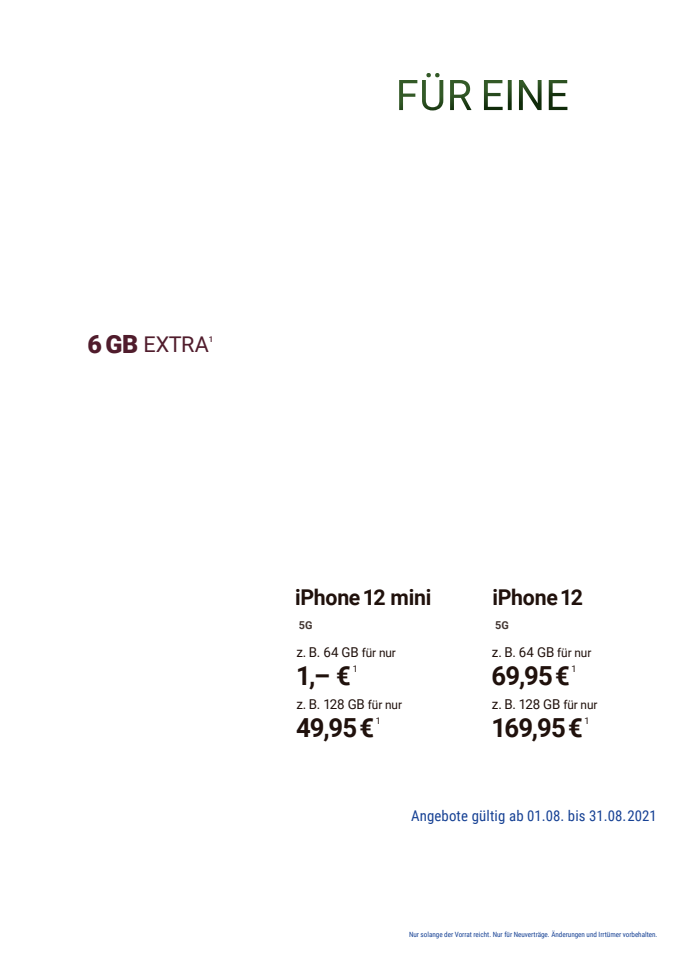 FÜR EINE
6 GB EXTRA¹
iPhone 12 mini
5G
z. B. 64 GB für nur
1,– €¹
z. B. 128 GB für nur
49,95 €¹
iPhone 12
5G
z. B. 64 GB für nur
69,95 €¹
z. B. 128 GB für nur
169,95 €¹
Angebote gültig ab 01.08. bis 31.08.2021
Nur solange der Vorrat reicht. Nur für Neuverträge. Änderungen und Irrtümer vorbehalten.